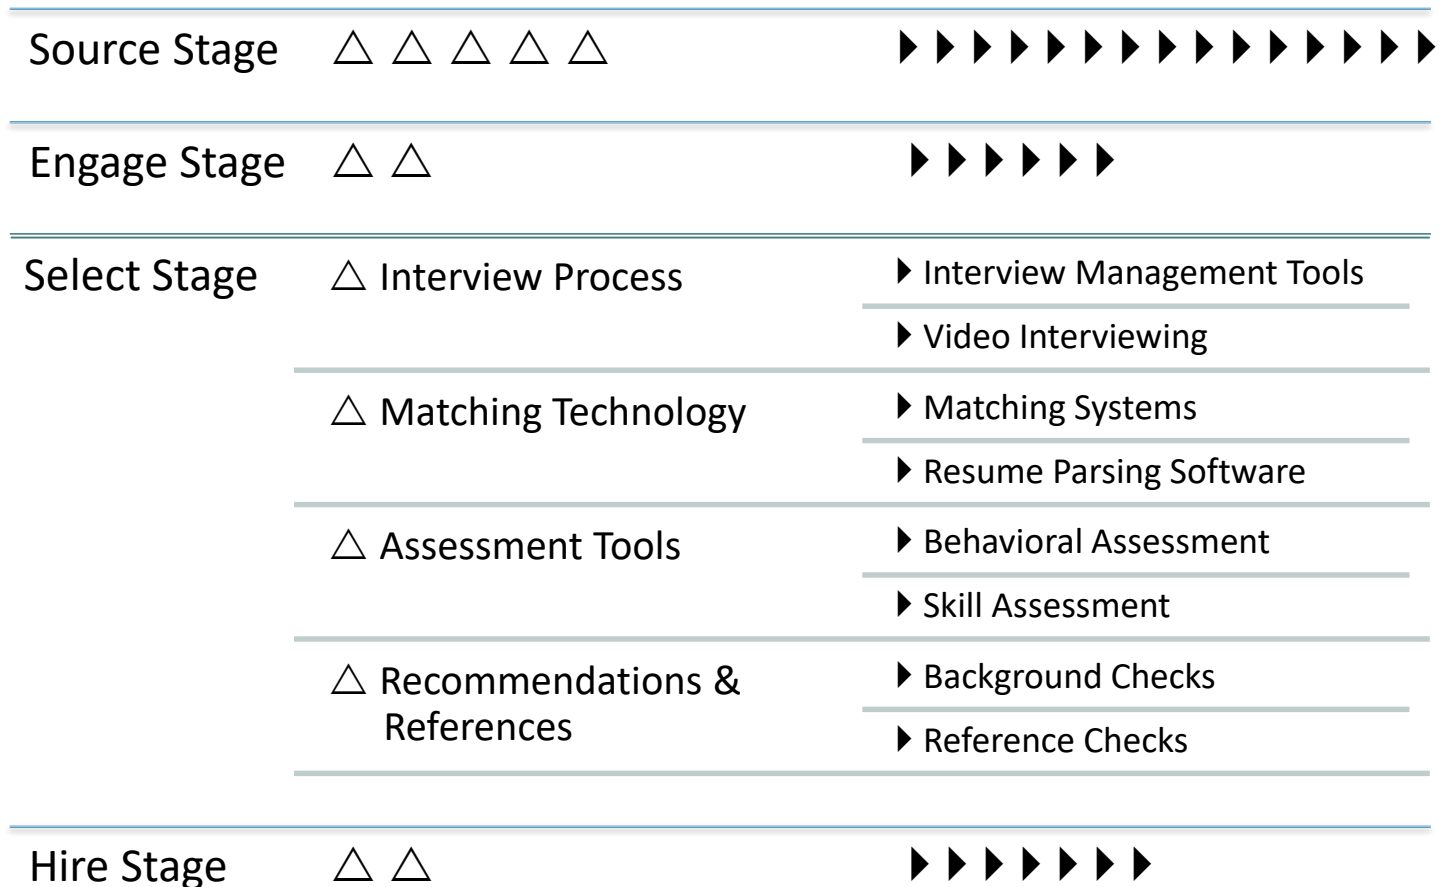 Source Stage △ △ △ △ △ ▶ ▶ ▶ ▶ ▶ ▶ ▶ ▶ ▶ ▶ ▶ ▶ ▶ ▶ ▶
Engage Stage △ △ ▶ ▶ ▶ ▶ ▶ ▶
Select Stage △ Interview Process ▶ Interview Management Tools
▶ Video Interviewing
△ Matching Technology ▶ Matching Systems
▶ Resume Parsing Software
△ Assessment Tools ▶ Behavioral Assessment
▶ Skill Assessment
△ Recommendations &
References
▶ Background Checks
▶ Reference Checks
Hire Stage △ △ ▶ ▶ ▶ ▶ ▶ ▶ ▶